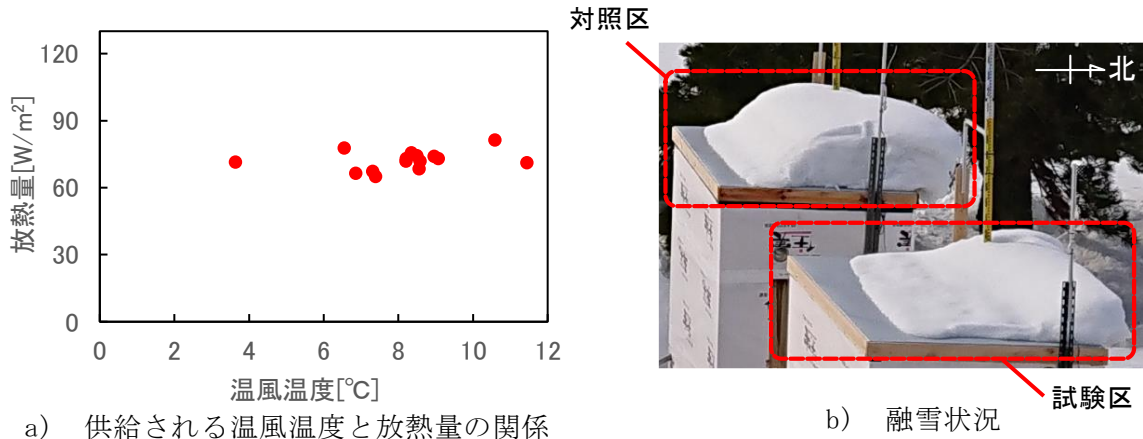 対照区
120
90
60
30
0
放熱量[W/m²]
0 2 4 6 8 10 12
温風温度[℃]
a) 供給される温風温度と放熱量の関係
北
試験区
b) 融雪状況